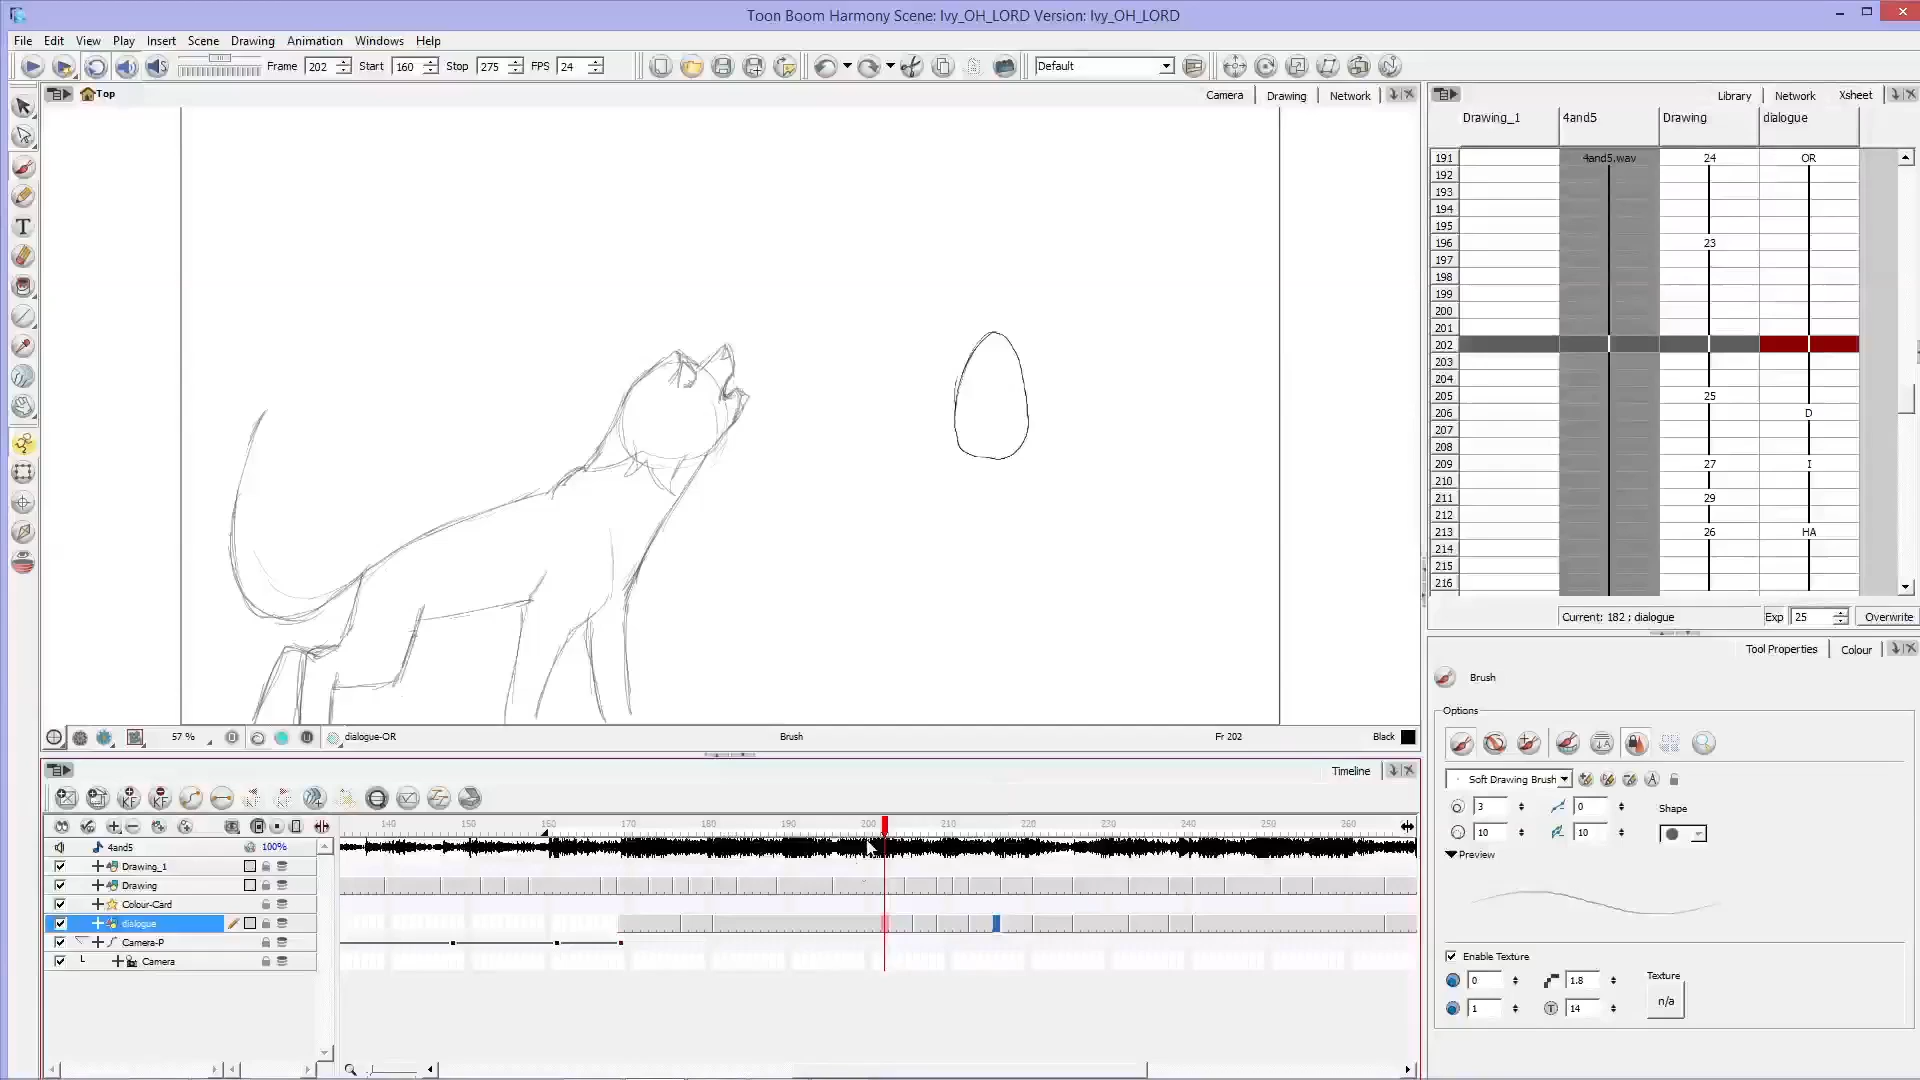 Toon Boom Harmony Scene: Ivy_OH_LORD Version: Ivy_OH_LORD
File Edit View Play Insert Scene Drawing Animation Windows Help
Frame 202 Start 160 Stop 275 FPS 24 Default
Top Camera Drawing Network
Library Network Xsheet
Drawing_1 4and5 Drawing dialogue
191 4and5.wav 24 OR
192
193
194
195
196 23
197
198
199
200
201
202
203
204
205 25
206 D
207
208
209 27 I
210
211 29
212
213 26 HA
214
215
216
Current: 182 ; dialogue Exp 25 Overwrite
Tool Properties Colour
Brush
Options
Soft Drawing Brush
3 0 Shape
10 10
Preview
Enable Texture
0 1.8 Texture
1 T 14 n/a
57 % dialogue-OR Brush Fr 202 Black
Timeline
140 150 160 170 180 190 200 210 220 230 240 250 260
4and5 100%
Drawing_1
Drawing
Colour-Card
dialogue
Camera-P
Camera